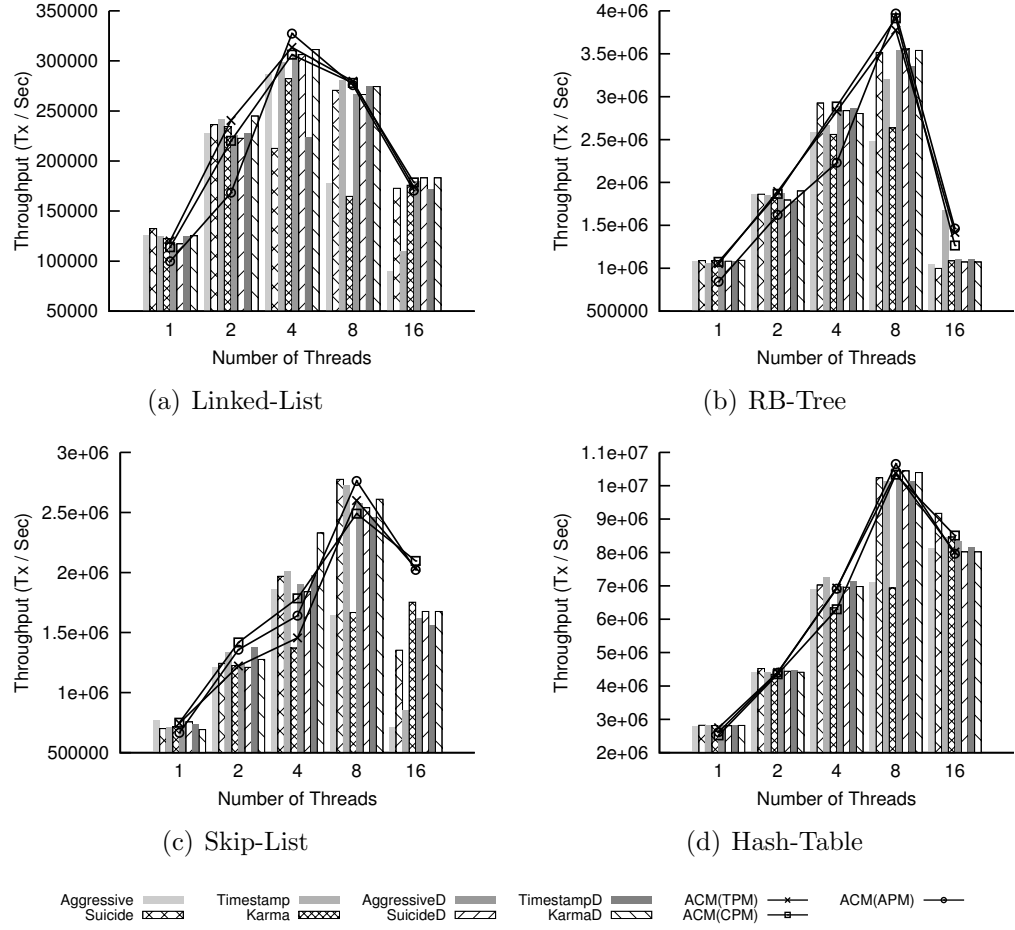 350000
300000
250000
200000
150000
100000
50000
Throughput (Tx / Sec)
1 2 4 8 16
Number of Threads
(a) Linked-List
4e+06
3.5e+06
3e+06
2.5e+06
2e+06
1.5e+06
1e+06
500000
Throughput (Tx / Sec)
1 2 4 8 16
Number of Threads
(b) RB-Tree
3e+06
2.5e+06
2e+06
1.5e+06
1e+06
500000
Throughput (Tx / Sec)
1 2 4 8 16
Number of Threads
(c) Skip-List
1.1e+07
1e+07
9e+06
8e+06
7e+06
6e+06
5e+06
4e+06
3e+06
2e+06
Throughput (Tx / Sec)
1 2 4 8 16
Number of Threads
(d) Hash-Table
Aggressive Timestamp AggressiveD TimestampD ACM(TPM) ACM(APM)
Suicide Karma SuicideD KarmaD ACM(CPM)